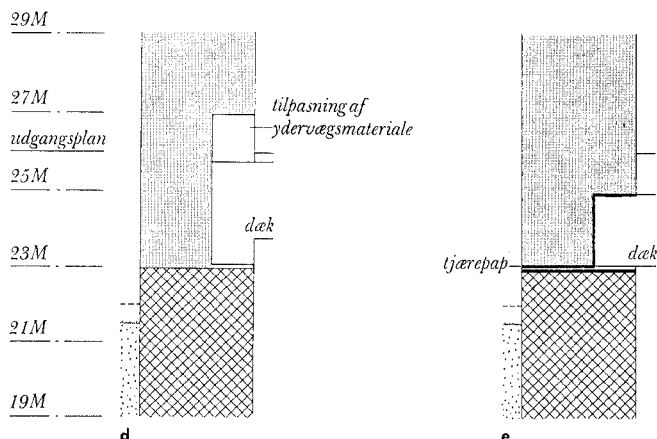 29M
27M
udgangsplan
25M
23M
21M
19M
tilpasning af
ydervægsmateriale
dæk
d
tjærepap
dæk
e